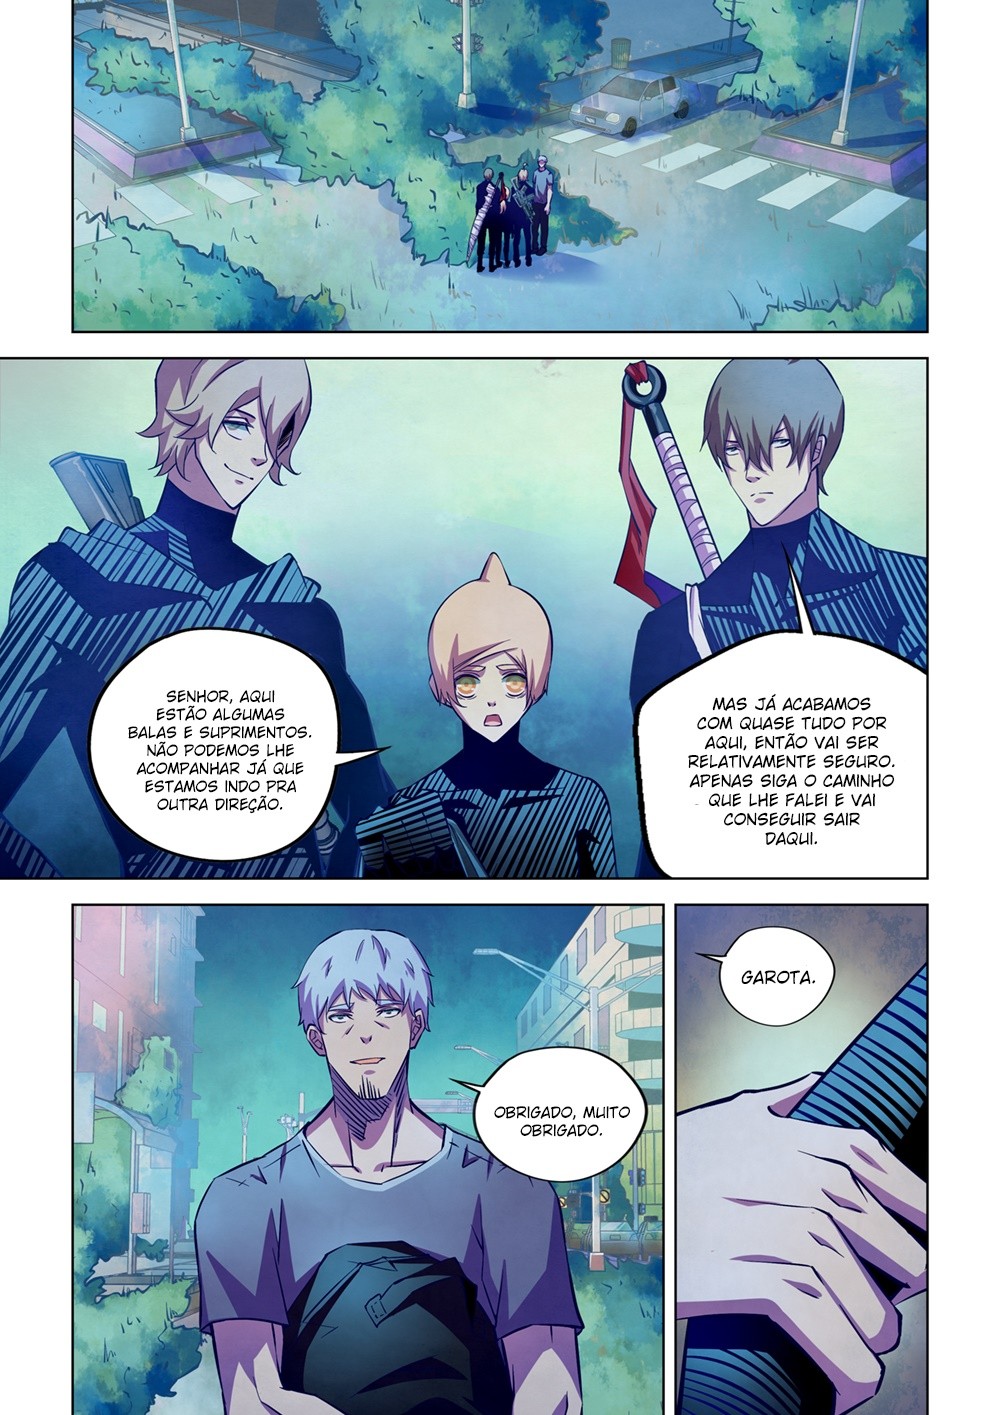 SENHOR, AQUI
ESTÃO ALGUMAS
BALAS E SUPRIMENTOS.
NÃO PODEMOS LHE
ACOMPANHAR JÁ QUE
ESTAMOS INDO PRA
OUTRA DIREÇÃO.
MAS JÁ ACABAMOS
COM QUASE TUDO POR
AQUI, ENTÃO VAI SER
RELATIVAMENTE SEGURO.
APENAS SIGA O CAMINHO
QUE LHE FALEI E VAI
CONSEGUIR SAIR
DAQUI.
OBRIGADO, MUITO
OBRIGADO.
GAROTA.